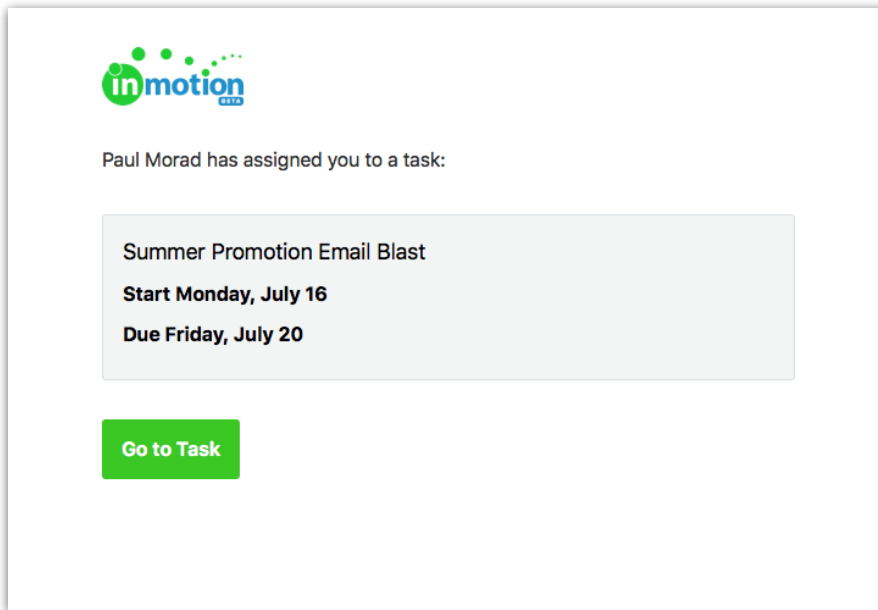 inmotion
BETA
Paul Morad has assigned you to a task:
Summer Promotion Email Blast
Start Monday, July 16
Due Friday, July 20
Go to Task